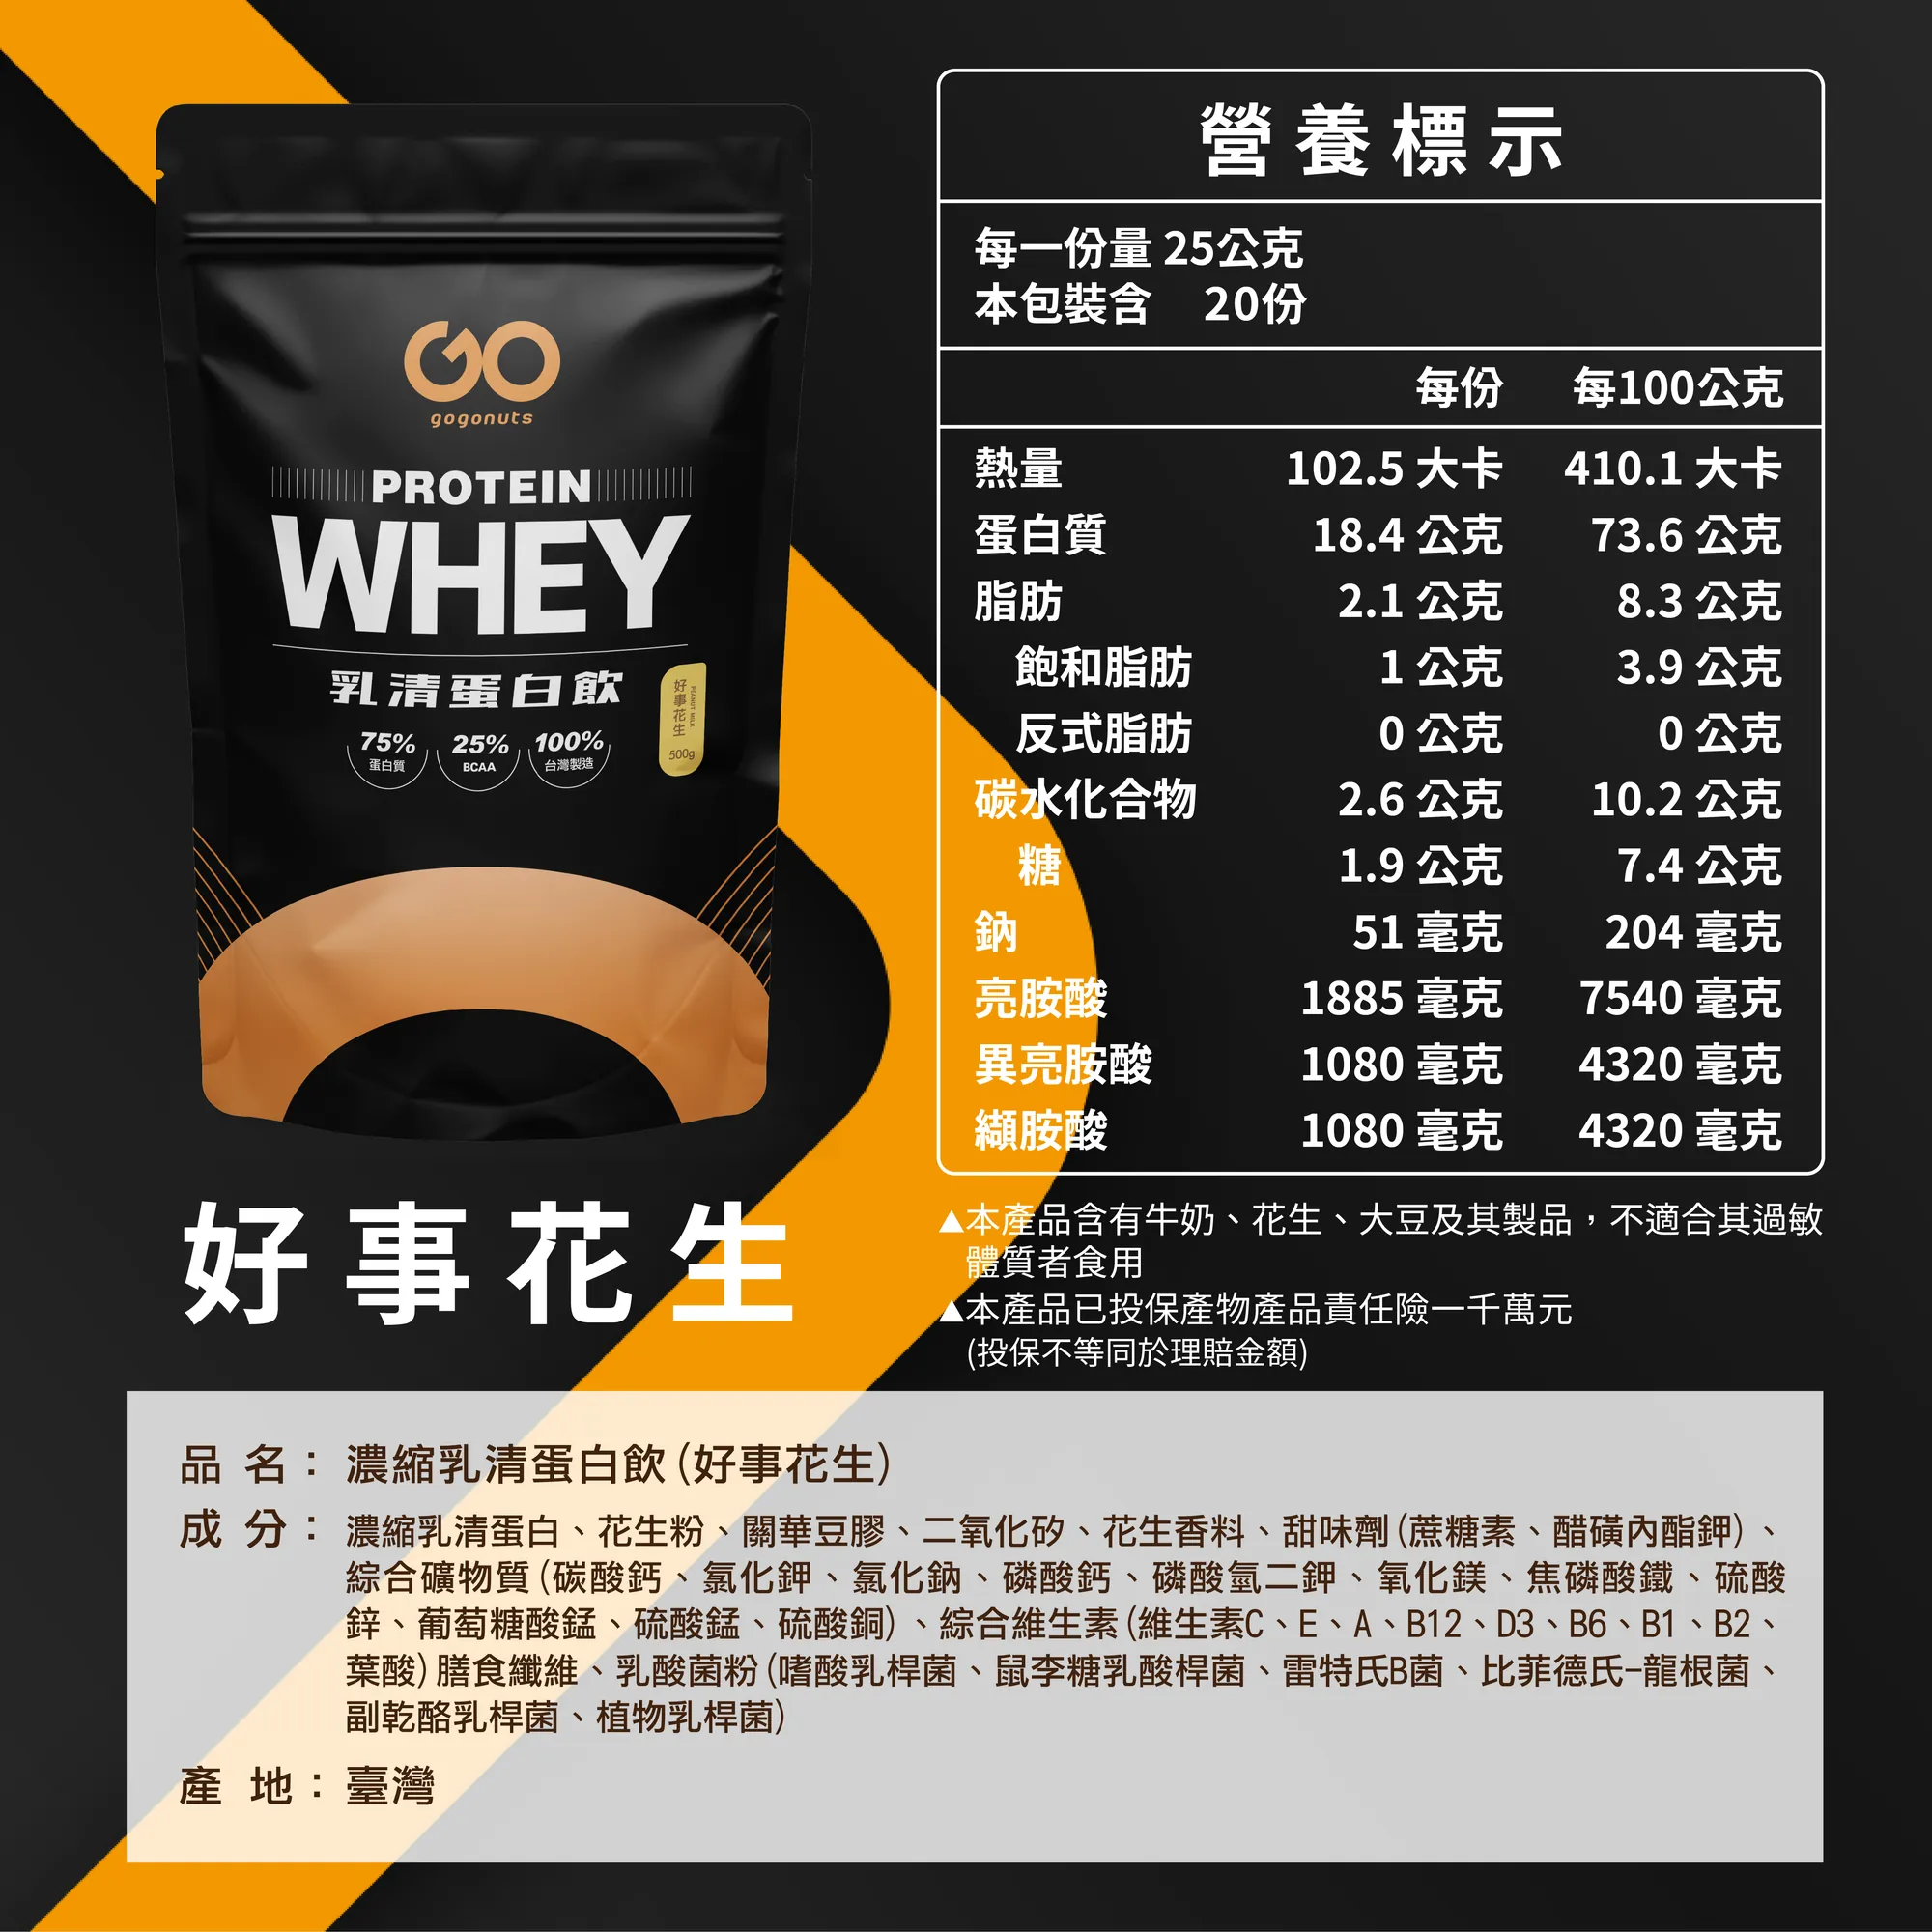 GO
gogonuts
PROTEIN
WHEY
乳清蛋白飲
75%
蛋白質
25%
BCAA
100%
台灣製造
好事花生
PEANUT MILK
500g
好事花生
營養標示
每一份量 25公克
本包裝含 20份
每份 每100公克
熱量 102.5 大卡 410.1 大卡
蛋白質 18.4 公克 73.6 公克
脂肪 2.1 公克 8.3 公克
飽和脂肪 1 公克 3.9 公克
反式脂肪 0 公克 0 公克
碳水化合物 2.6 公克 10.2 公克
糖 1.9 公克 7.4 公克
鈉 51 毫克 204 毫克
亮胺酸 1885 毫克 7540 毫克
異亮胺酸 1080 毫克 4320 毫克
纈胺酸 1080 毫克 4320 毫克
▲本產品含有牛奶、花生、大豆及其製品，不適合其過敏
體質者食用
▲本產品已投保產物產品責任險一千萬元
(投保不等同於理賠金額)
品 名：濃縮乳清蛋白飲(好事花生)
成 分：濃縮乳清蛋白、花生粉、關華豆膠、二氧化矽、花生香料、甜味劑(蔗糖素、醋磺內酯鉀)、
綜合礦物質(碳酸鈣、氯化鉀、氯化鈉、磷酸鈣、磷酸氫二鉀、氧化鎂、焦磷酸鐵、硫酸
鋅、葡萄糖酸錳、硫酸錳、硫酸銅)、綜合維生素(維生素C、E、A、B12、D3、B6、B1、B2、
葉酸)膳食纖維、乳酸菌粉(嗜酸乳桿菌、鼠李糖乳酸桿菌、雷特氏B菌、比菲德氏-龍根菌、
副乾酪乳桿菌、植物乳桿菌)
產 地：臺灣